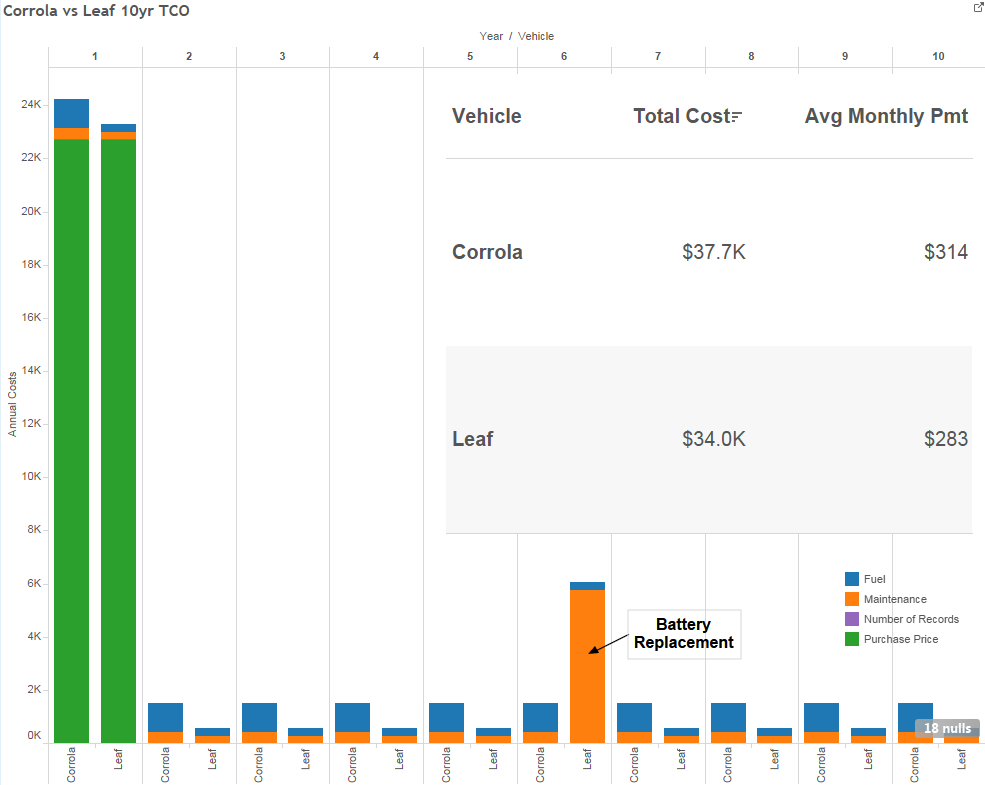 Corrola vs Leaf 10yr TCO
Year / Vehicle
1 2 3 4 5 6 7 8 9 10
Vehicle Total Cost Avg Monthly Pmt
Corrola $37.7K $314
Leaf $34.0K $283
Annual Costs
24K
22K
20K
18K
16K
14K
12K
10K
8K
6K
4K
2K
0K
Battery
Replacement
Fuel
Maintenance
Number of Records
Purchase Price
18 nulls
Corrola Leaf Corrola Leaf Corrola Leaf Corrola Leaf Corrola Leaf Corrola Leaf Corrola Leaf Corrola Leaf Corrola Leaf Corrola Leaf